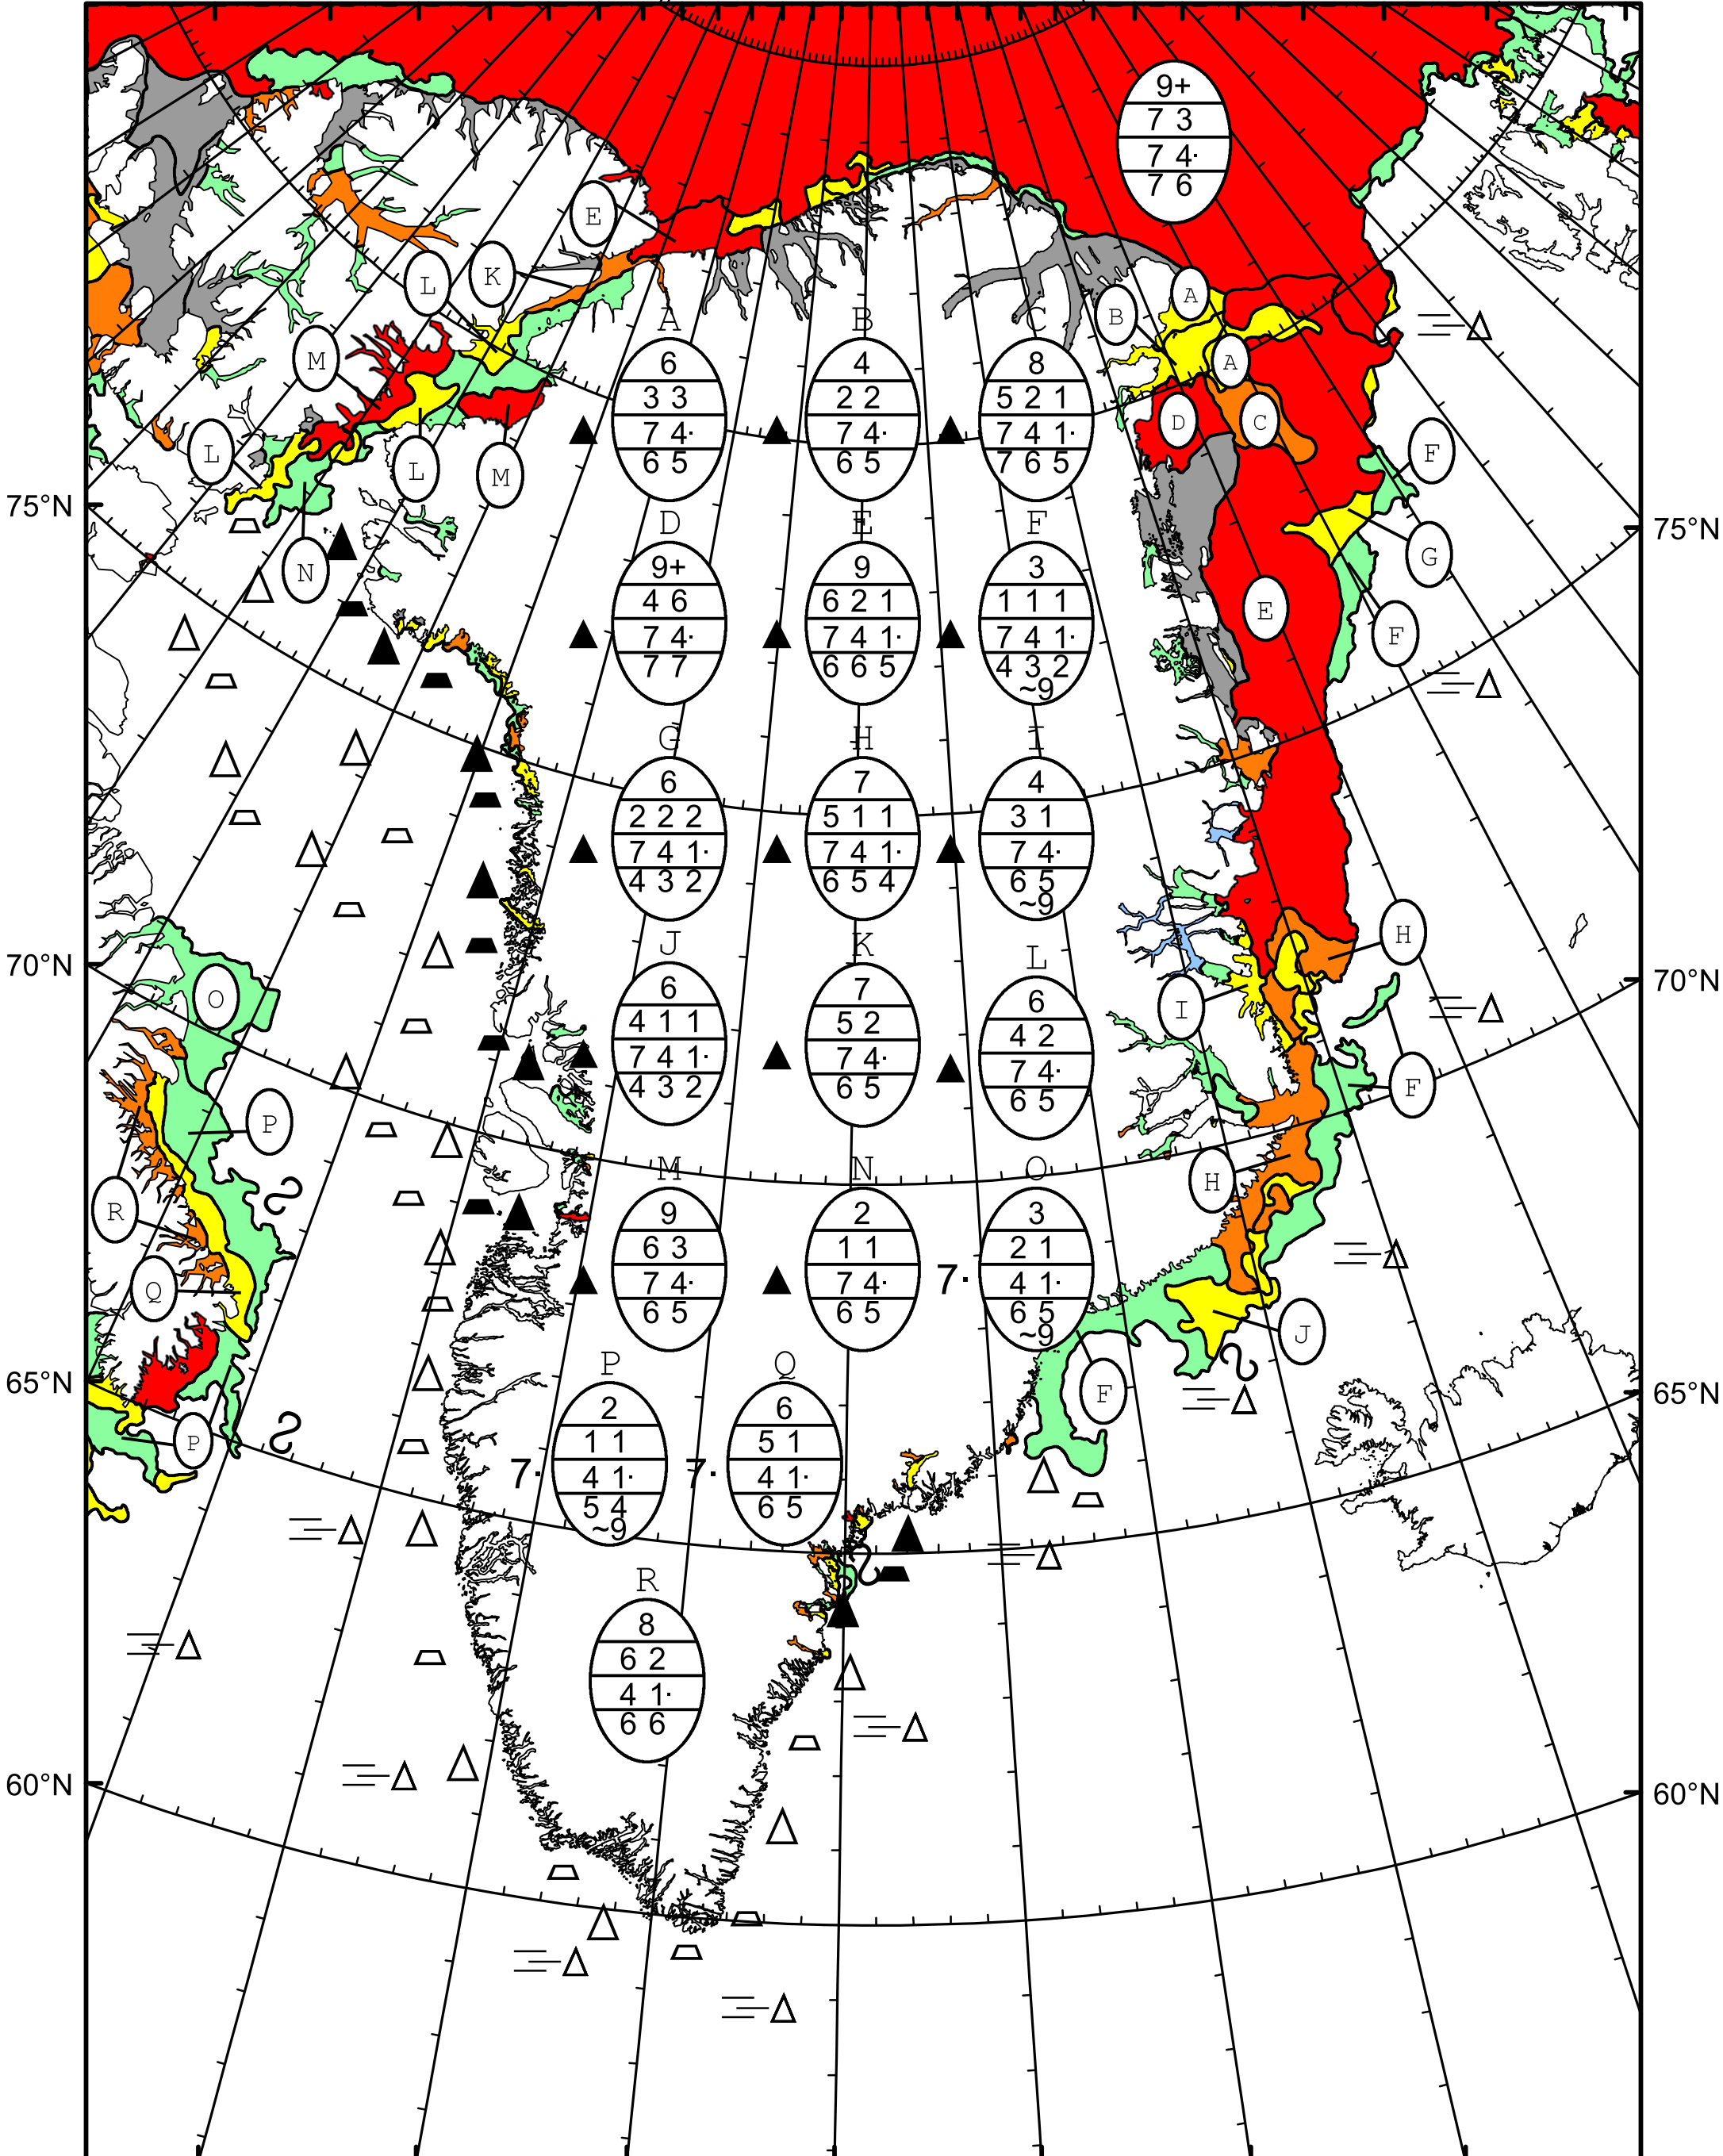 9+
7 3
7 4·
7 6
E
K
L
A
B
M
A
A
B
C
6
4
8
3 3
2 2
5 2 1
7 4·
7 4·
7 4 1·
6 5
6 5
7 6 5
D
C
L
L
M
F
75°N
75°N
N
G
D
E
F
9+
9
3
4 6
6 2 1
1 1 1
7 4·
7 4 1·
7 4 1·
7 7
6 6 5
4 3 2
~9
E
F
G
H
I
6
7
4
2 2 2
5 1 1
3 1
7 4 1·
7 4 1·
7 4·
4 3 2
6 5 4
6 5
~9
H
70°N
70°N
O
I
J
K
L
6
7
6
4 1 1
5 2
4 2
7 4 1·
7 4·
7 4·
4 3 2
6 5
6 5
F
P
R
H
M
N
O
9
2
3
6 3
1 1
2 1
7 4·
7 4·
7·
4 1·
6 5
6 5
6 5
~9
Q
J
65°N
65°N
F
P
P
Q
2
6
1 1
5 1
7·
4 1·
7·
4 1·
5 4
6 5
~9
R
8
6 2
4 1·
6 6
60°N
60°N